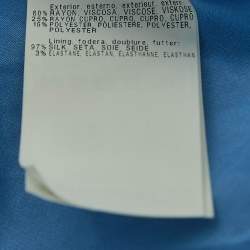 Exterior, esterno, exterieur, extern:
60% RAYON, VISCOSA, VISCOSE, VISKOSE
25% RAYON CUPRO, CUPRO, CUPRO, CUPRO
15% POLYESTER, POLIESTERE, POLYESTER,
POLYESTER
Lining, fodera, doublure, futter:
97% SILK, SETA, SOIE, SEIDE
3% ELASTANE, ELASTAN, ELASTHANNE, ELASTHAN